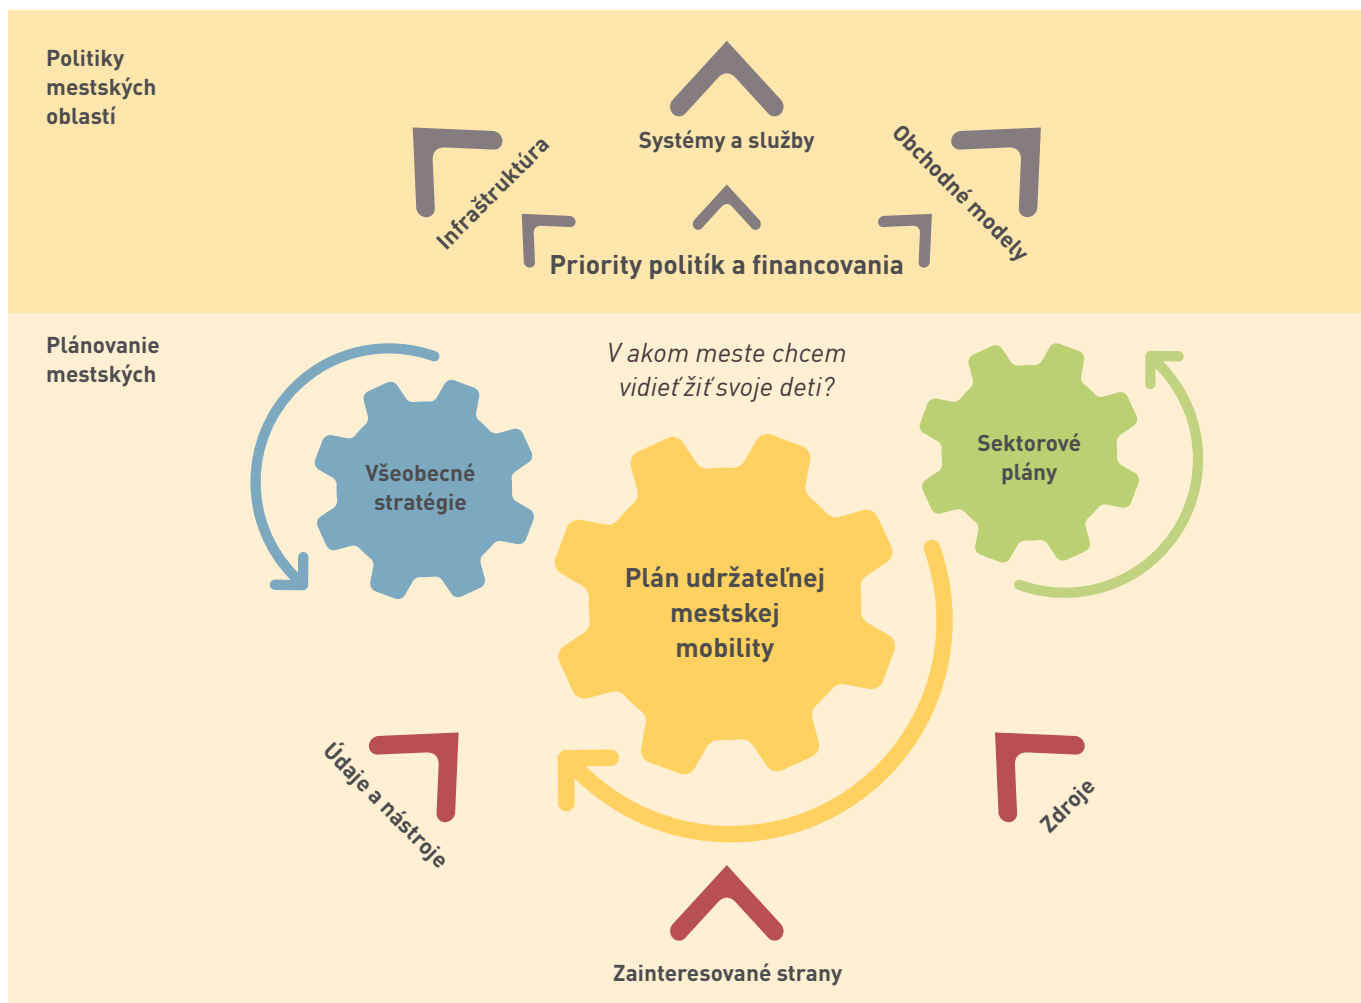 Politiky
mestských
oblastí
Systémy a služby
Infraštruktúra
Obchodné modely
Priority politík a financovania
Plánovanie
mestských
V akom meste chcem
vidieť žiť svoje deti?
Všeobecné
stratégie
Sektorové
plány
Plán udržateľnej
mestskej
mobility
Údaje a nástroje
Zdroje
Zainteresované strany